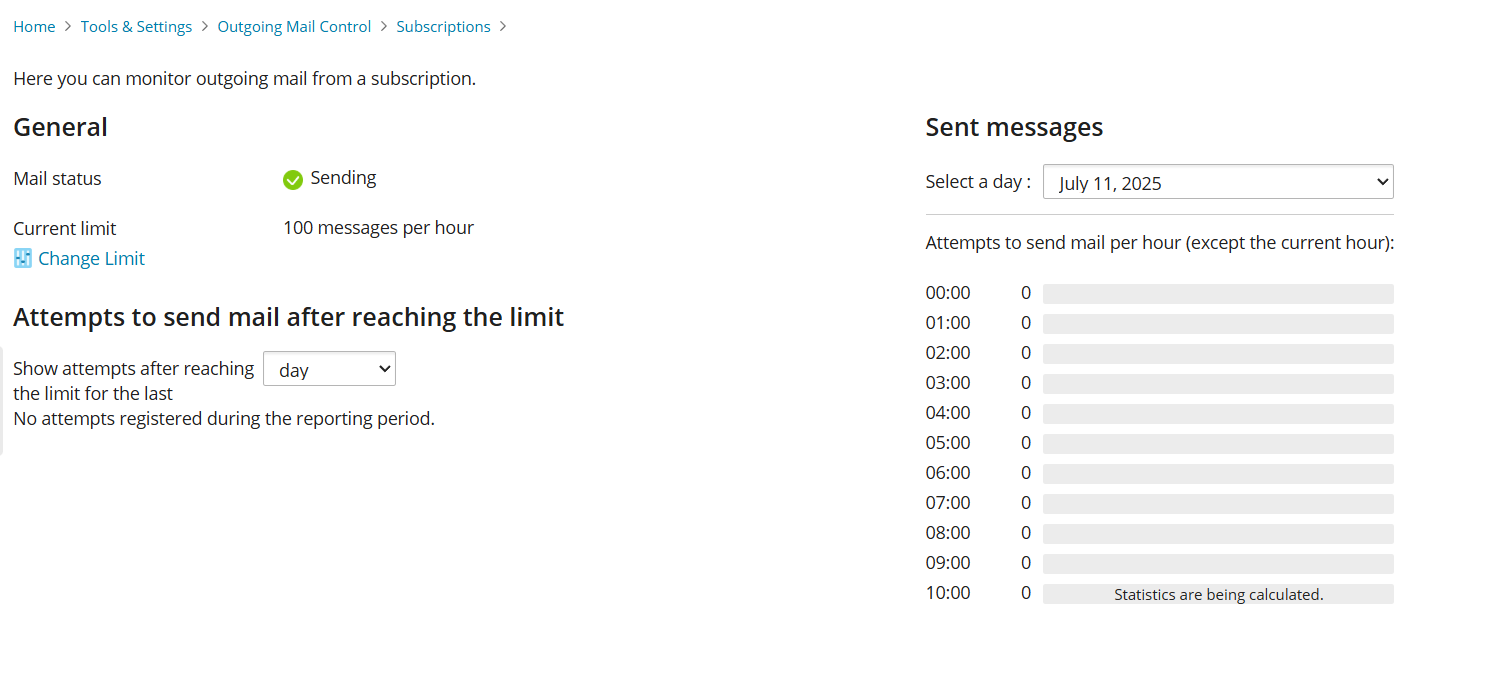 Home > Tools & Settings > Outgoing Mail Control > Subscriptions >
Here you can monitor outgoing mail from a subscription.
General
Mail status Sending
Current limit 100 messages per hour
Change Limit
Attempts to send mail after reaching the limit
Show attempts after reaching day
the limit for the last
No attempts registered during the reporting period.
Sent messages
Select a day : July 11, 2025
Attempts to send mail per hour (except the current hour):
00:00 0
01:00 0
02:00 0
03:00 0
04:00 0
05:00 0
06:00 0
07:00 0
08:00 0
09:00 0
10:00 0 Statistics are being calculated.